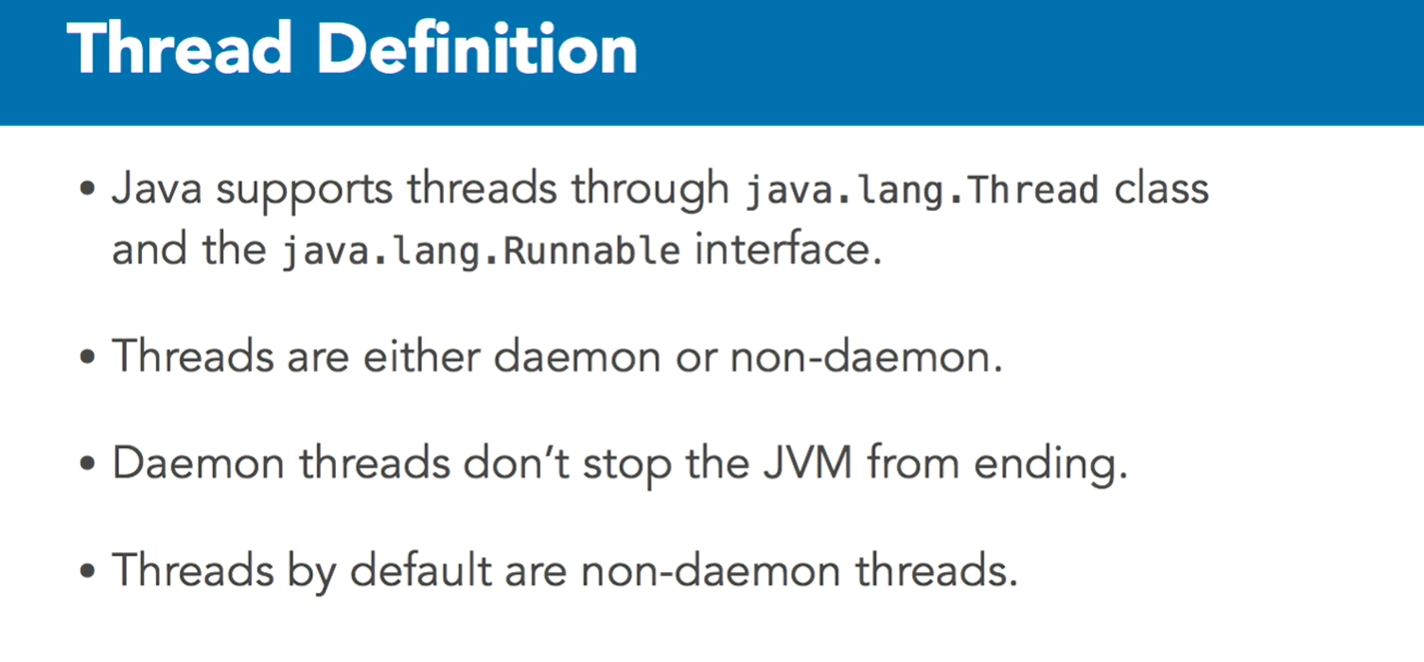 Thread Definition
• Java supports threads through java.lang.Thread class
and the java.lang.Runnable interface.
• Threads are either daemon or non-daemon.
• Daemon threads don’t stop the JVM from ending.
• Threads by default are non-daemon threads.